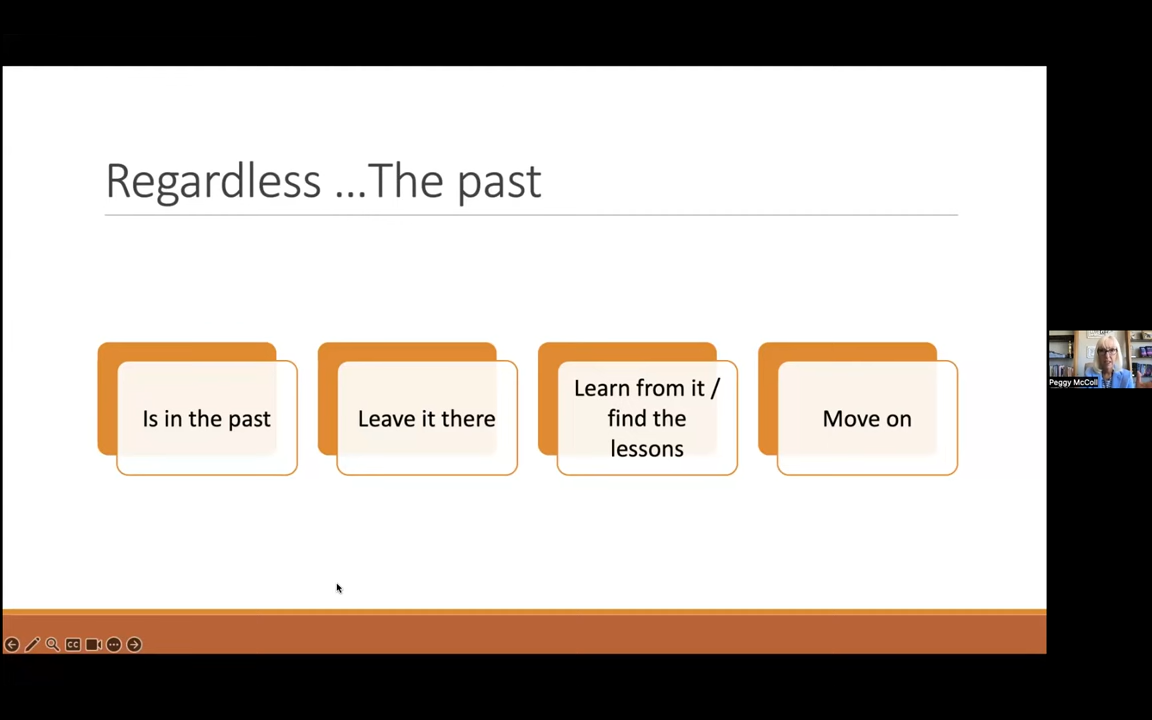 Regardless ...The past
Is in the past
Leave it there
Learn from it /
find the
lessons
Move on
Peggy McColl
CC